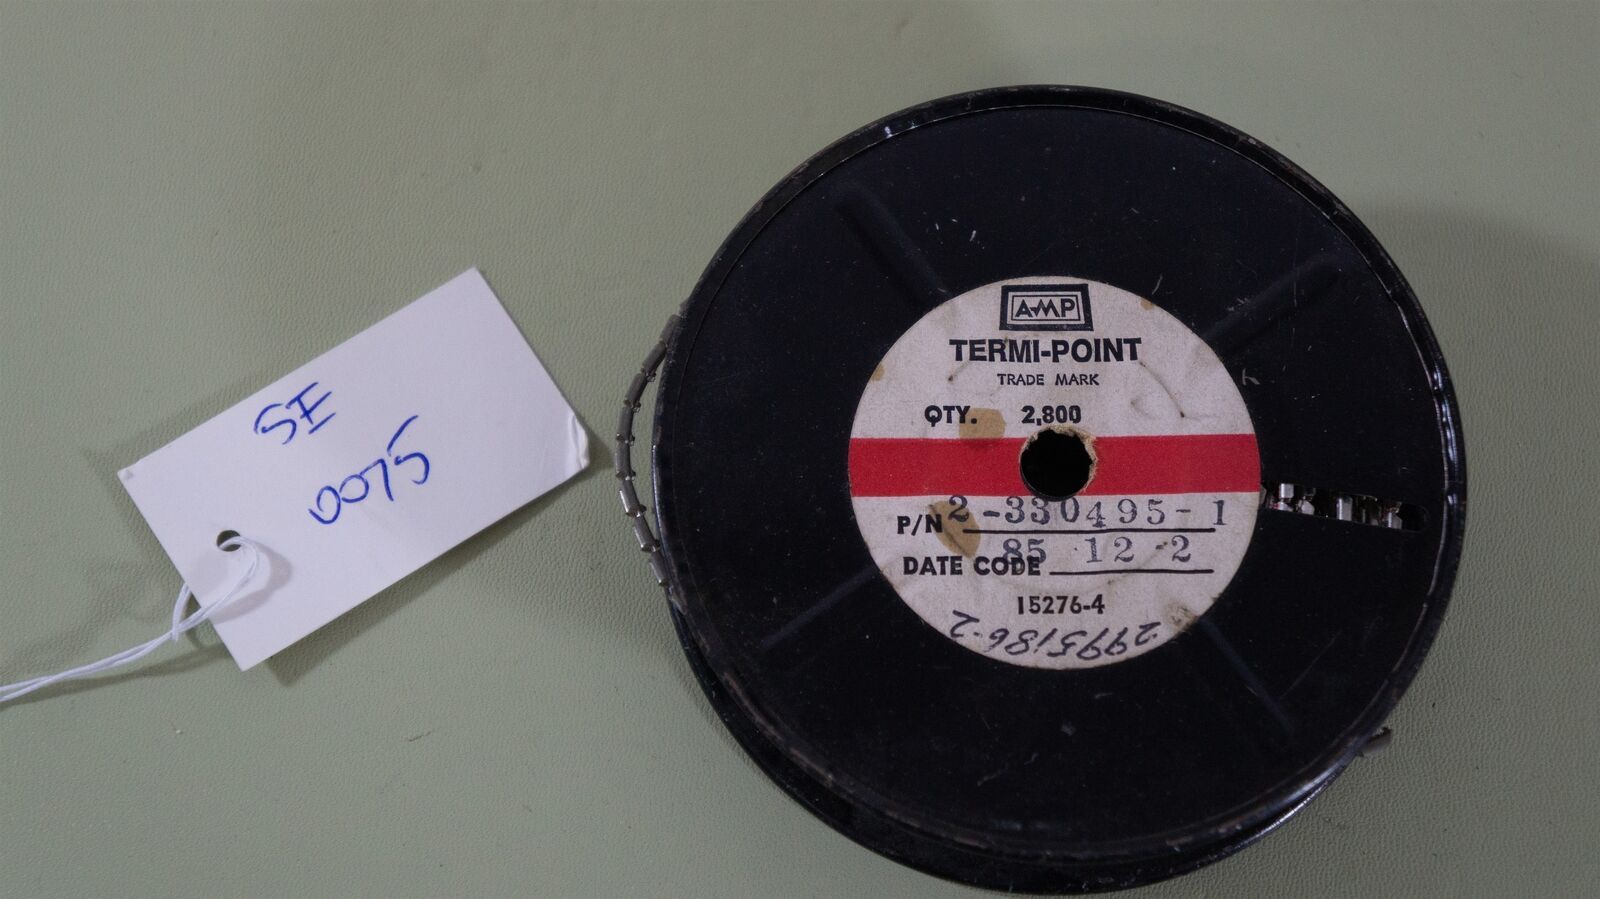 SE
0075
AMP
TERMI-POINT
TRADE MARK
QTY. 2,800
P/N 2-330495-1
DATE CODE 85 12 2
15276-4
2995186-2